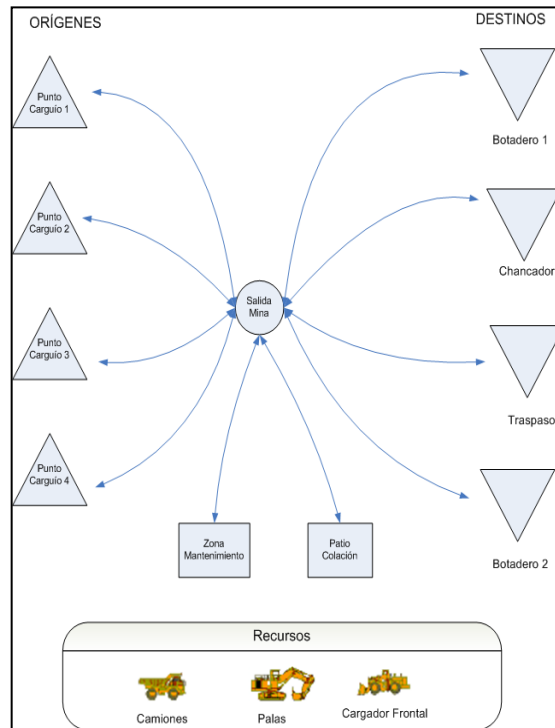 ORÍGENES
DESTINOS
Punto
Carguío 1
Botadero 1
Punto
Carguío 2
Chancador
Salida
Mina
Punto
Carguío 3
Traspaso
Punto
Carguío 4
Zona
Mantenimiento
Patio
Colación
Botadero 2
Recursos
Camiones
Palas
Cargador Frontal